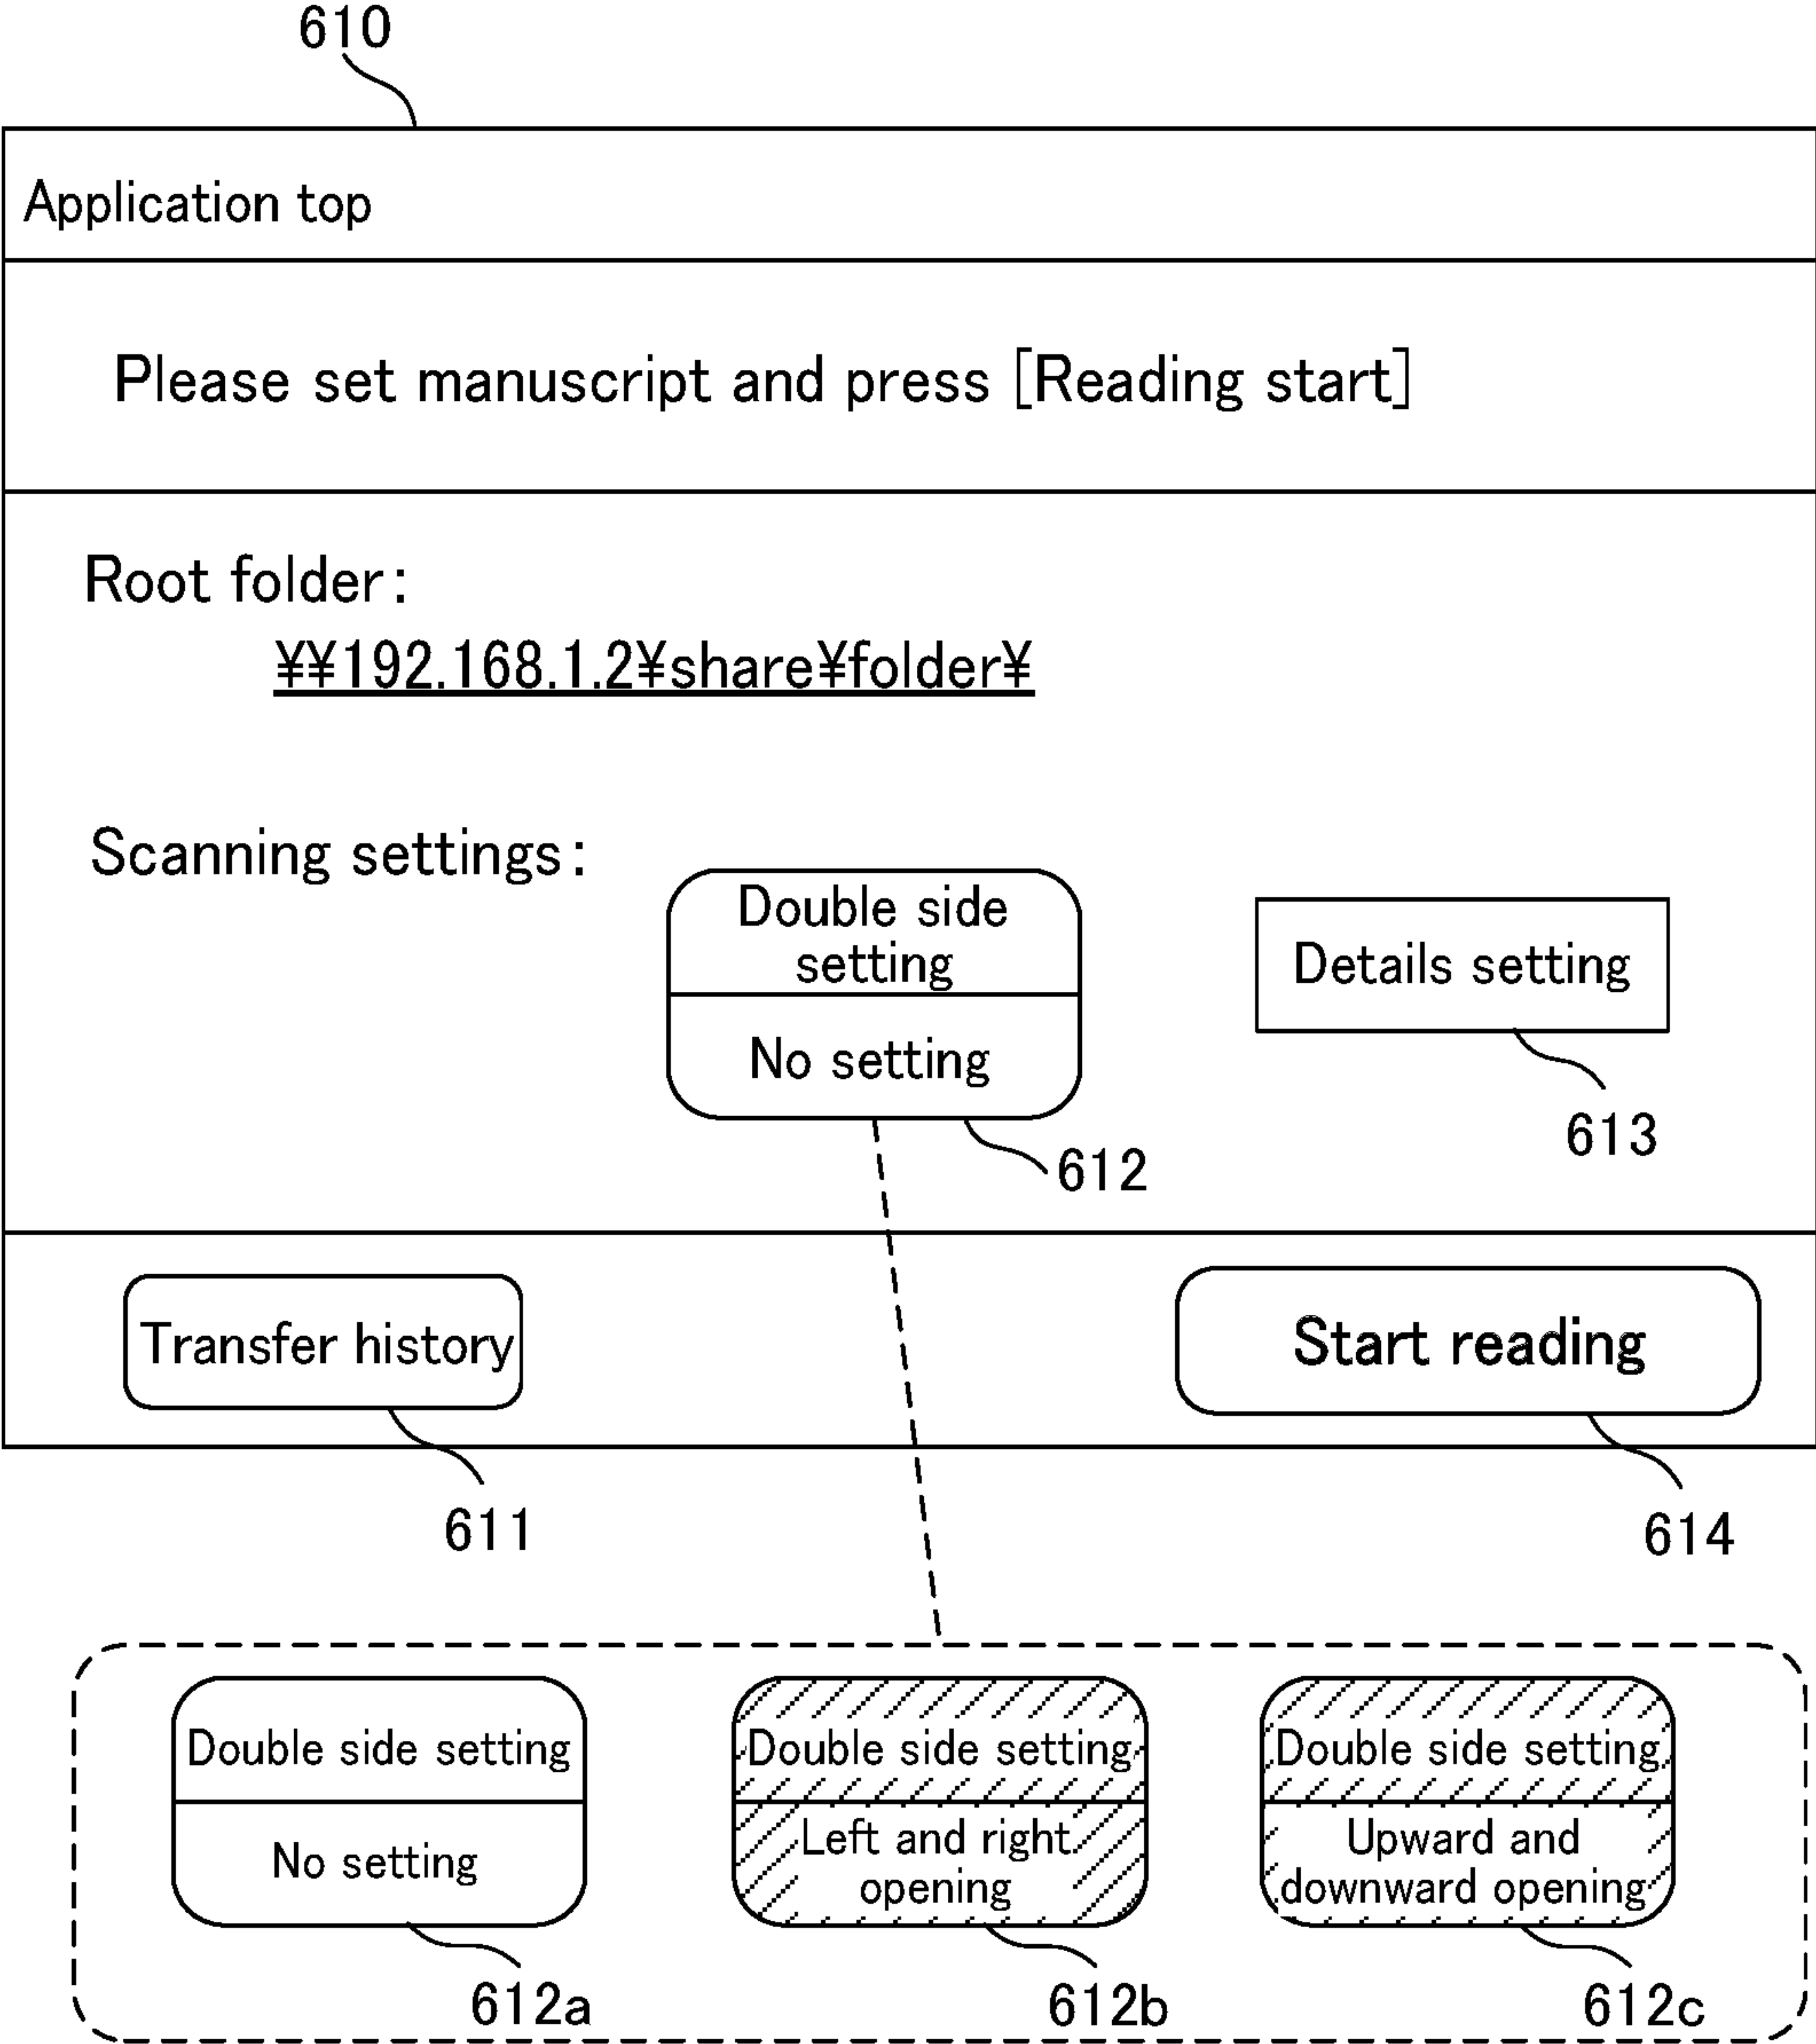 610
Application top
Please set manuscript and press [Reading start]
Root folder:
¥¥192.168.1.2¥share¥folder¥
Scanning settings:
Double side
setting
No setting
612
Details setting
613
Transfer history
611
Start reading
614
Double side setting
No setting
612a
Double side setting
Left and right
opening
612b
Double side setting
Upward and
downward opening
612c